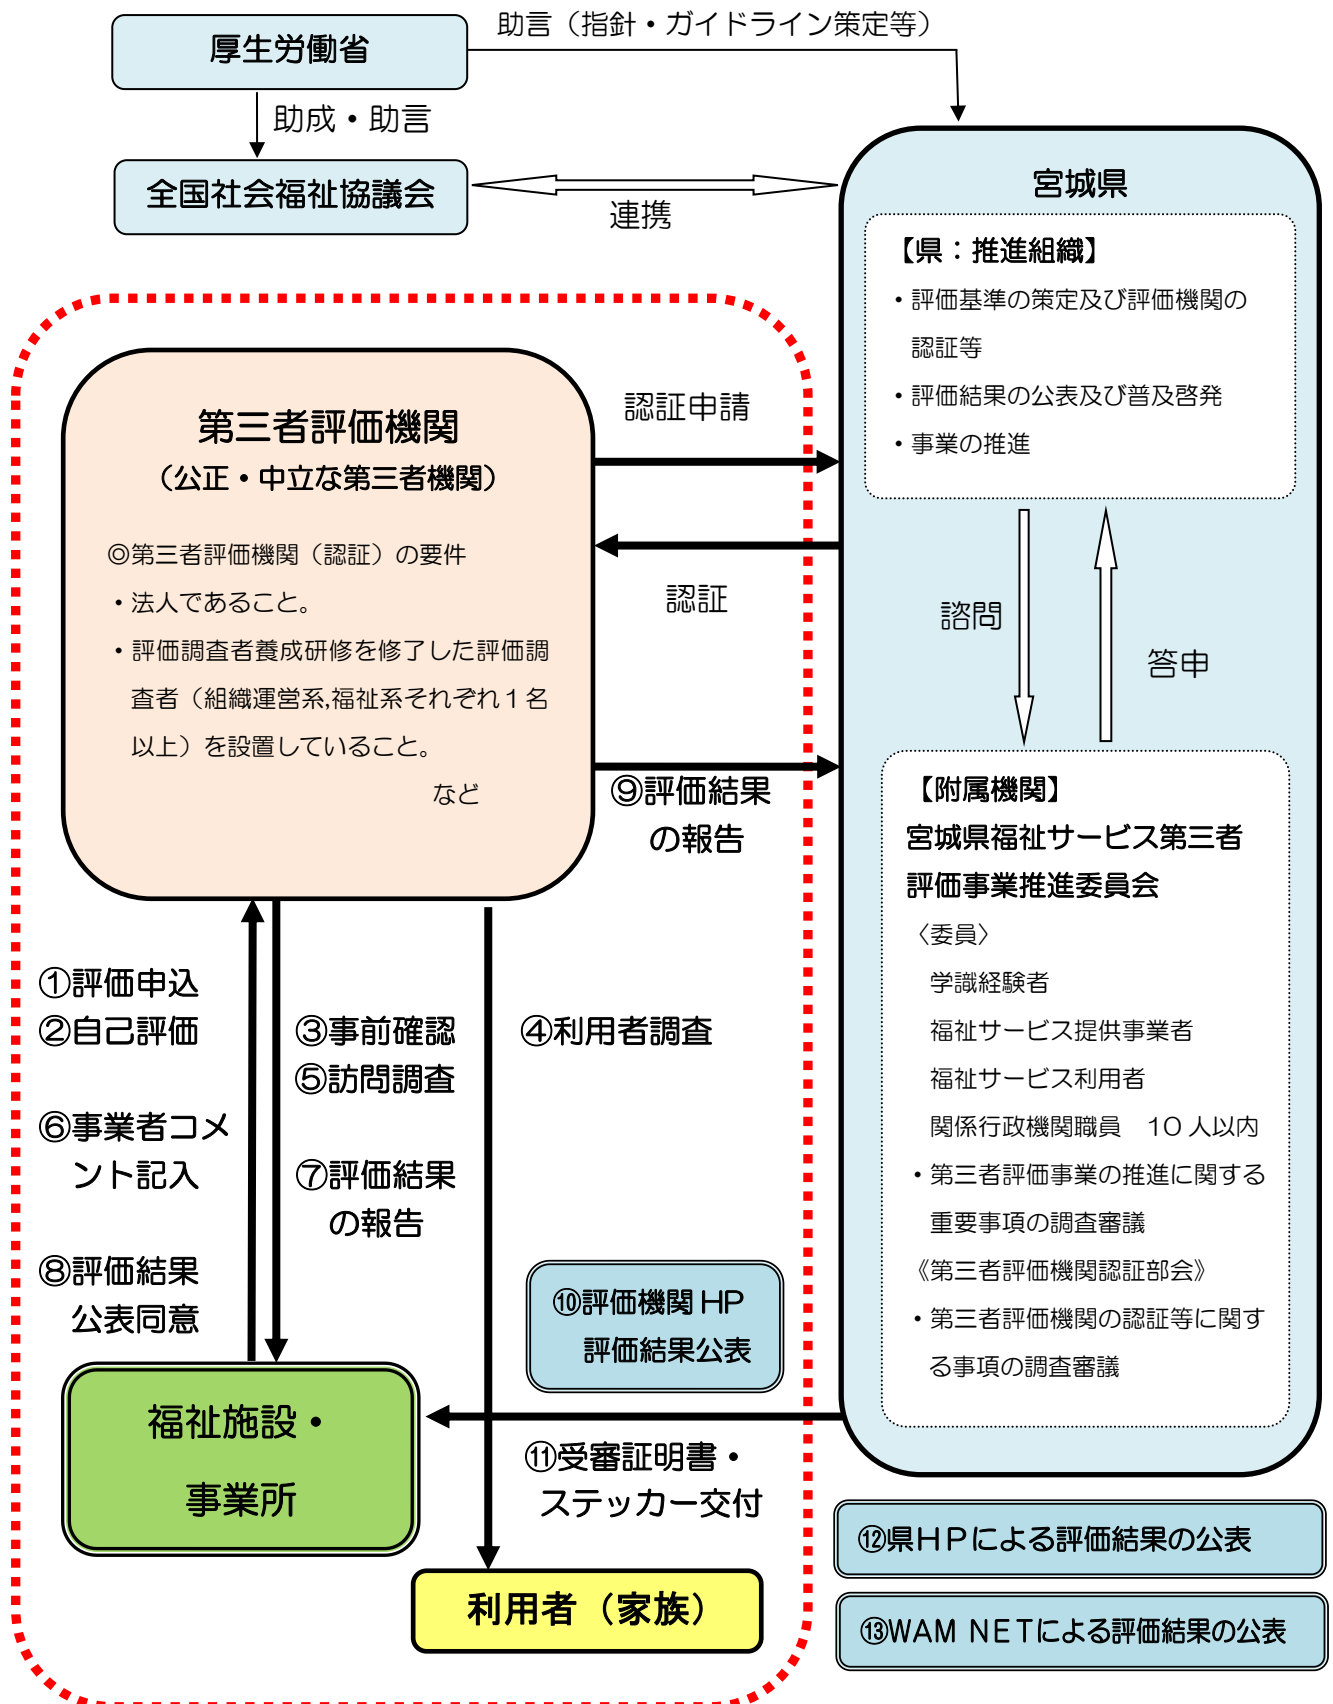 厚生労働省
助言（指針・ガイドライン策定等）
助成・助言
全国社会福祉協議会
連携
宮城県
【県：推進組織】
・評価基準の策定及び評価機関の
認証等
・評価結果の公表及び普及啓発
・事業の推進
諮問
答申
【附属機関】
宮城県福祉サービス第三者
評価事業推進委員会
〈委員〉
学識経験者
福祉サービス提供事業者
福祉サービス利用者
関係行政機関職員　10人以内
・第三者評価事業の推進に関する
重要事項の調査審議
《第三者評価機関認証部会》
・第三者評価機関の認証等に関す
る事項の調査審議
第三者評価機関
（公正・中立な第三者機関）
◎第三者評価機関（認証）の要件
・法人であること。
・評価調査者養成研修を修了した評価調
査者（組織運営系,福祉系それぞれ１名
以上）を設置していること。
など
認証申請
認証
⑨評価結果
の報告
①評価申込
②自己評価
⑥事業者コメ
ント記入
⑧評価結果
公表同意
③事前確認
⑤訪問調査
⑦評価結果
の報告
④利用者調査
⑩評価機関HP
評価結果公表
福祉施設・
事業所
⑪受審証明書・
ステッカー交付
利用者（家族）
⑫県ＨＰによる評価結果の公表
⑬WAM NETによる評価結果の公表